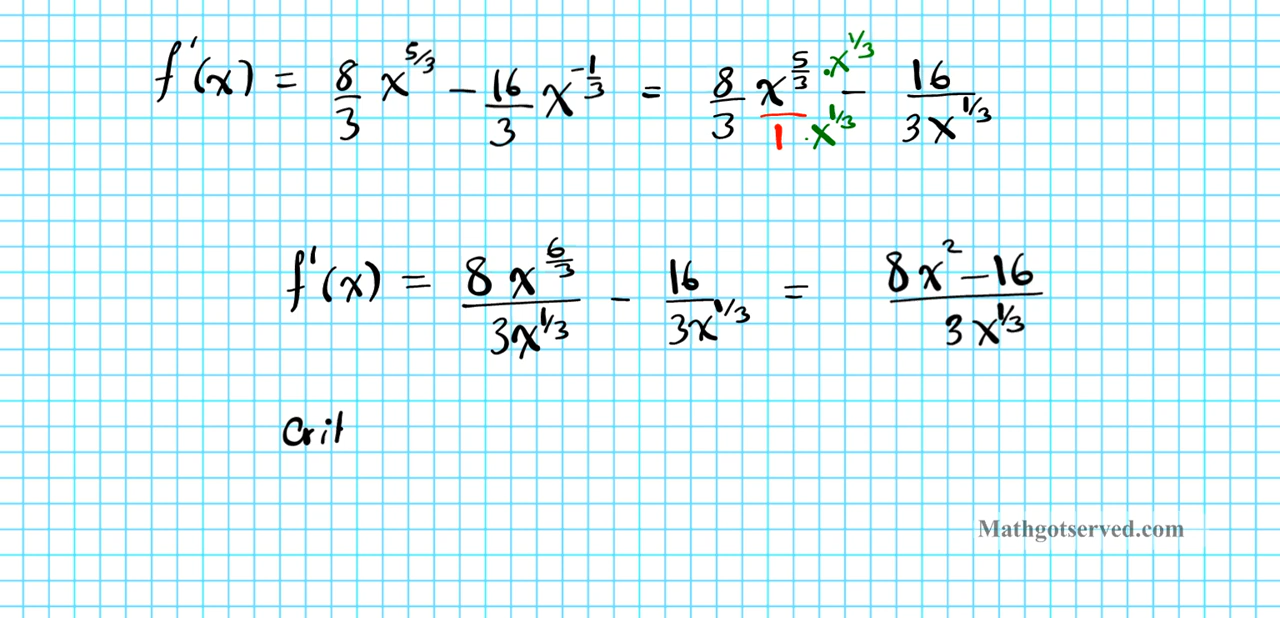 f'(x) = 8/3 x^{5/3} - 16/3 x^{-1/3} = 8/3 x^{5/3}/1 · x^{1/3}/· x^{1/3} - 16/3x^{1/3}
f'(x) = 8x^{6/3}/3x^{1/3} - 16/3x^{1/3} = 8x^2-16/3x^{1/3}
Crit
Mathgotserved.com